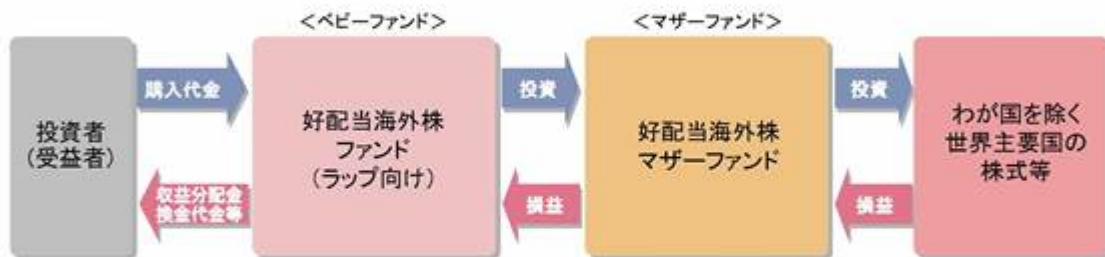 ＜ベビーファンド＞
＜マザーファンド＞
投資者
（受益者）
購入代金
収益分配金
換金代金等
好配当海外株
ファンド
（ラップ向け）
投資
損益
好配当海外株
マザーファンド
投資
損益
わが国を除く
世界主要国の
株式等